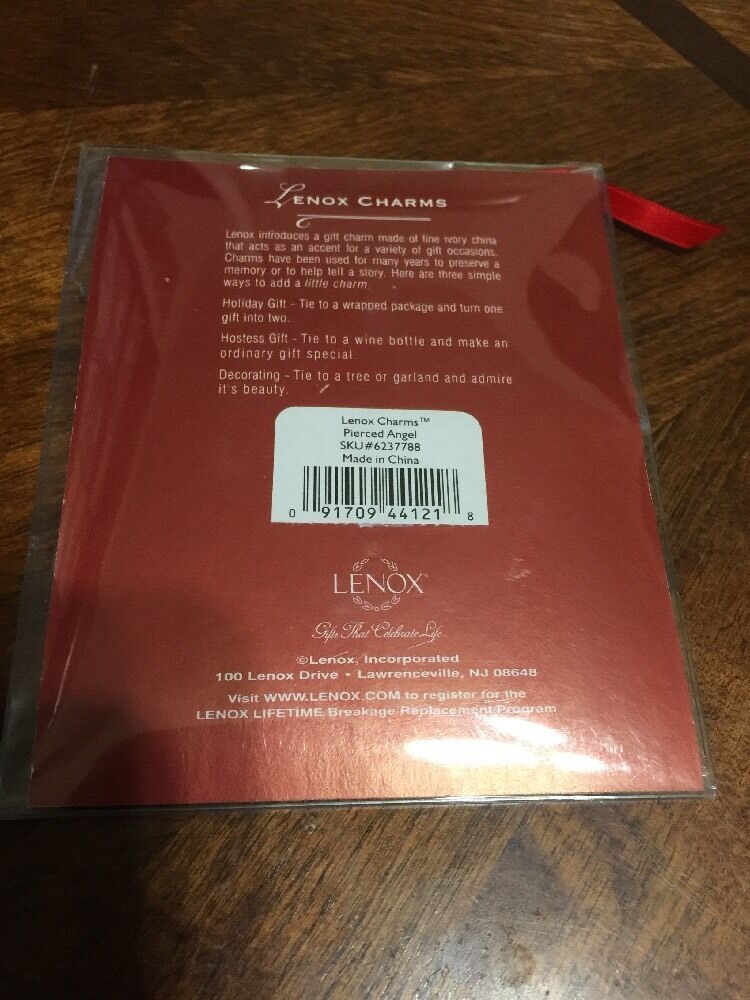 LENOX CHARMS
Lenox introduces a gift charm made of fine ivory china
that acts as an accent for a variety of gift occasions.
Charms have been used for many years to preserve a
memory or to help tell a story. Here are three simple
ways to add a little charm.
Holiday Gift - Tie to a wrapped package and turn one
gift into two.
Hostess Gift - Tie to a wine bottle and make an
ordinary gift special.
Decorating - Tie to a tree or garland and admire
it's beauty.
Lenox Charms™
Pierced Angel
SKU#6237788
Made in China
0 91709 44121 8
LENOX
Gifts That Celebrate Life
©Lenox, Incorporated
100 Lenox Drive • Lawrenceville, NJ 08648
Visit WWW.LENOX.COM to register for the
LENOX LIFETIME Breakage Replacement Program